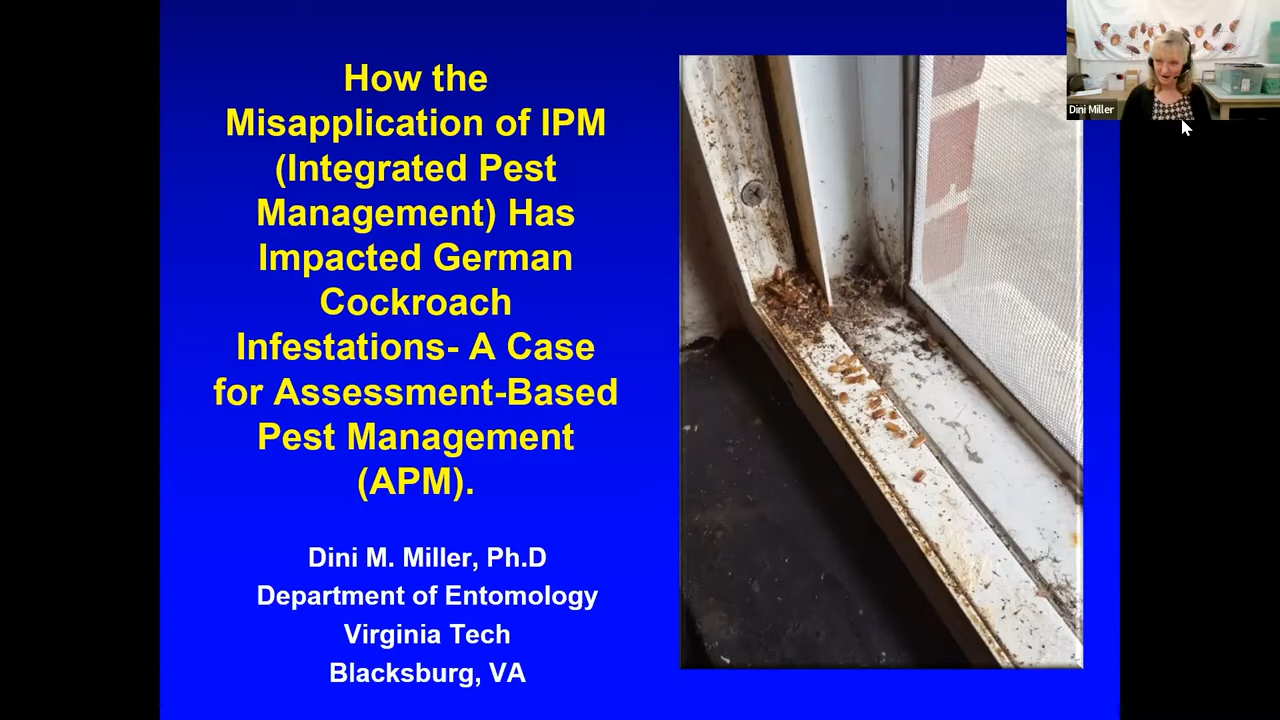 How the
Misapplication of IPM
(Integrated Pest
Management) Has
Impacted German
Cockroach
Infestations- A Case
for Assessment-Based
Pest Management
(APM).
Dini M. Miller, Ph.D
Department of Entomology
Virginia Tech
Blacksburg, VA
Dini Miller